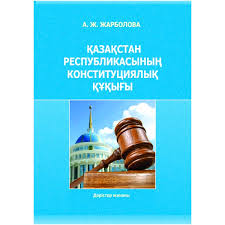 А. Ж. ЖАРБОЛОВА
ҚАЗАҚСТАН
РЕСПУБЛИКАСЫНЫҢ
КОНСТИТУЦИЯЛЫҚ
ҚҰҚЫҒЫ
Дәрістер жинағы